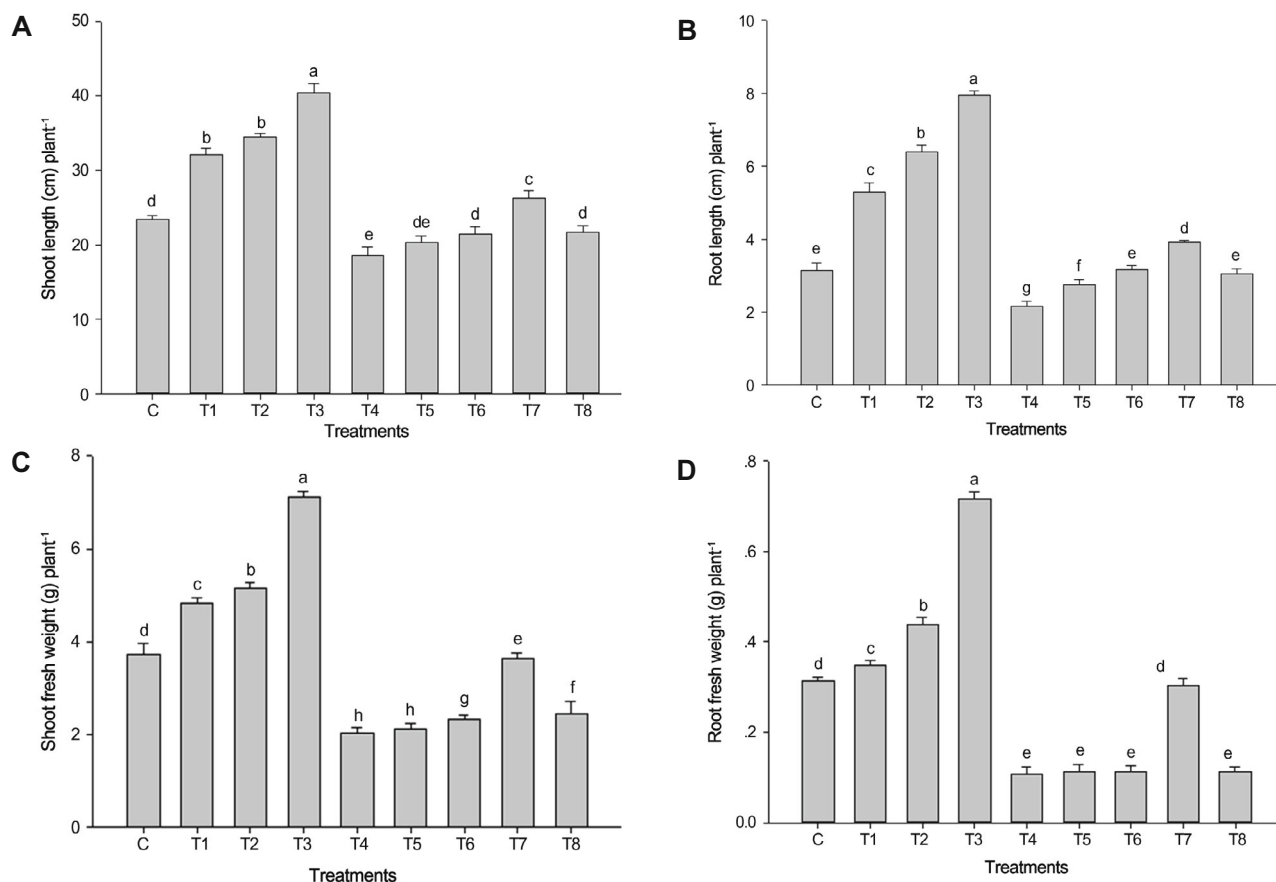 A
Shoot length (cm) plant⁻¹
50
40
30
20
10
0
d
b
b
a
e
de
d
c
d
C T1 T2 T3 T4 T5 T6 T7 T8
Treatments
B
Root length (cm) plant⁻¹
10
8
6
4
2
0
e
c
b
a
g
f
e
d
e
C T1 T2 T3 T4 T5 T6 T7 T8
Treatments
C
Shoot fresh weight (g) plant⁻¹
8
6
4
2
0
d
c
b
a
h
h
g
e
f
C T1 T2 T3 T4 T5 T6 T7 T8
Treatments
D
Root fresh weight (g) plant⁻¹
.8
.6
.4
.2
0.0
d
c
b
a
e
e
e
d
e
C T1 T2 T3 T4 T5 T6 T7 T8
Treatments